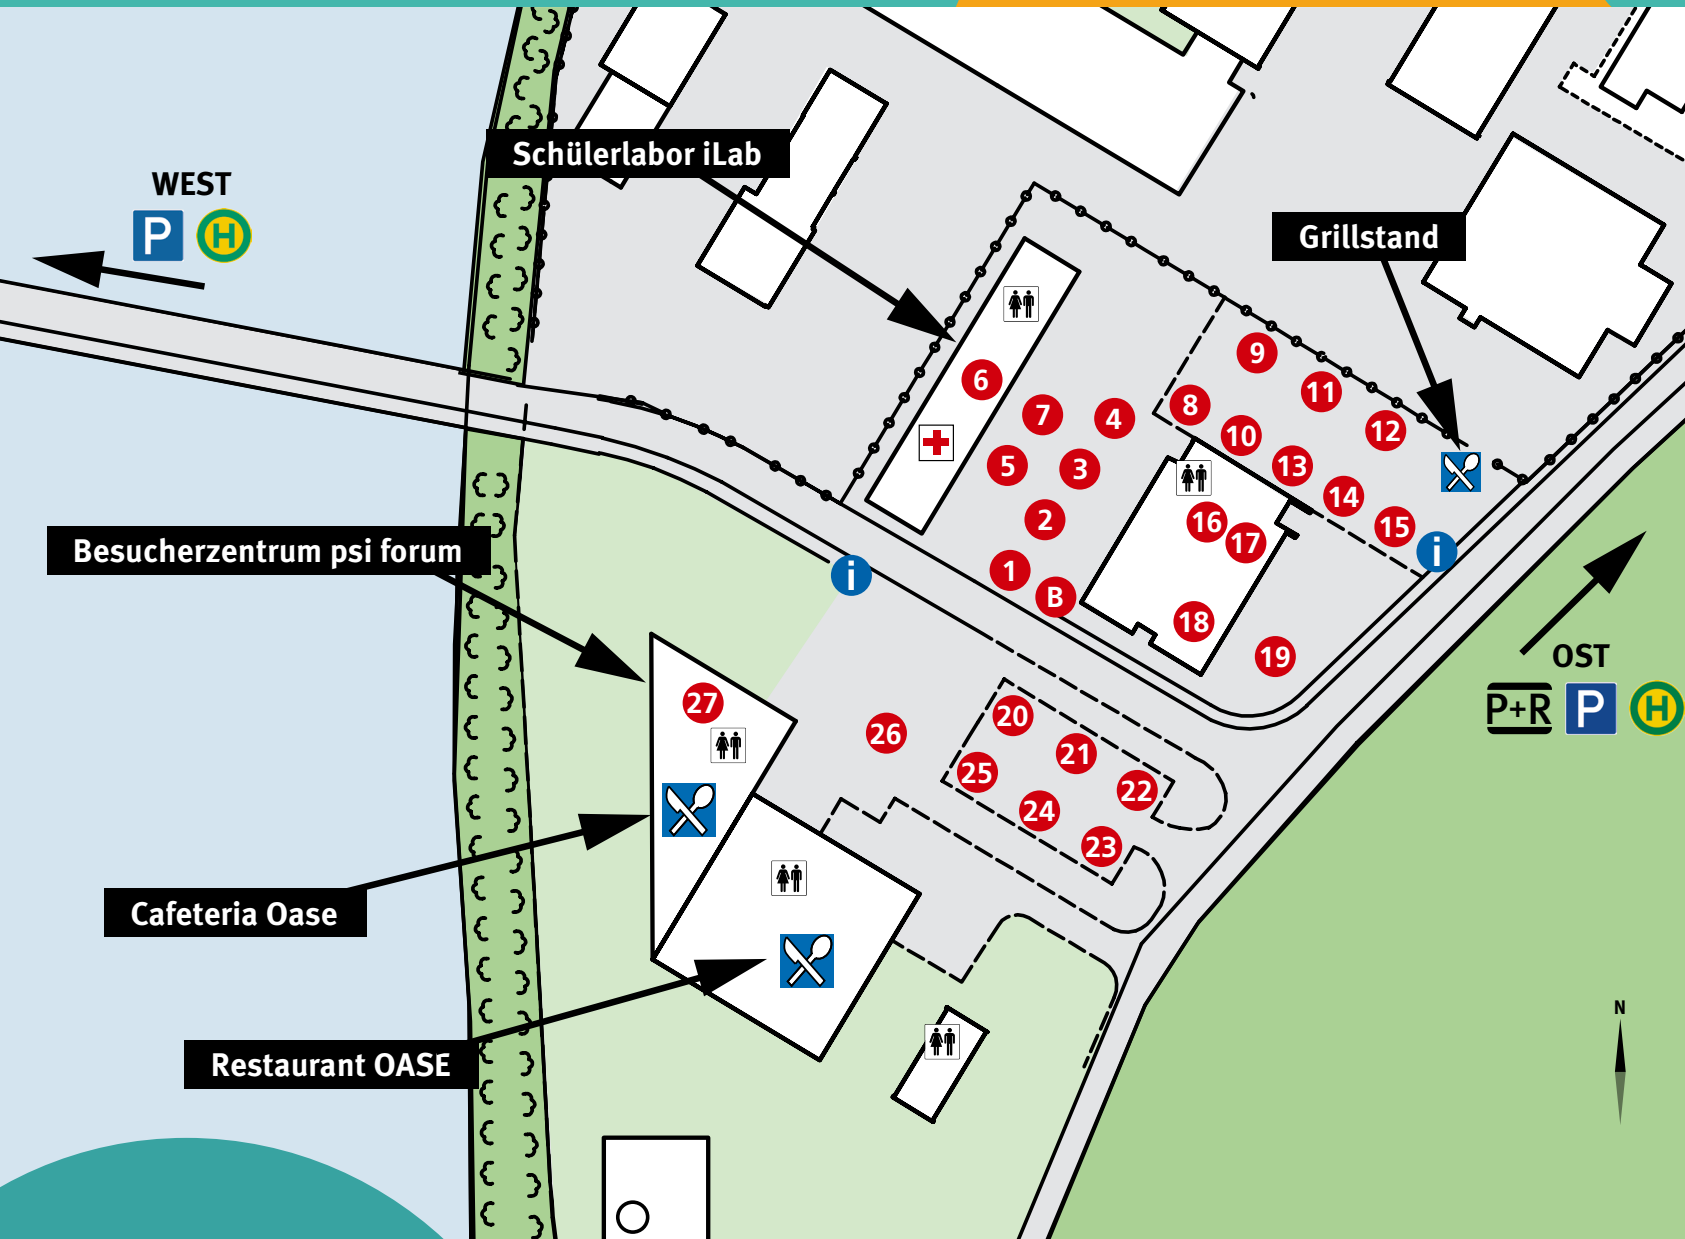 Schülerlabor iLab
WEST
P H
Grillstand
9
6
11
7
4
8
12
10
5
3
13
14
2
16
15
17
i
Besucherzentrum psi forum
1
i
B
18
19
OST
P+R P H
27
20
26
21
25
22
24
23
Cafeteria Oase
N
Restaurant OASE